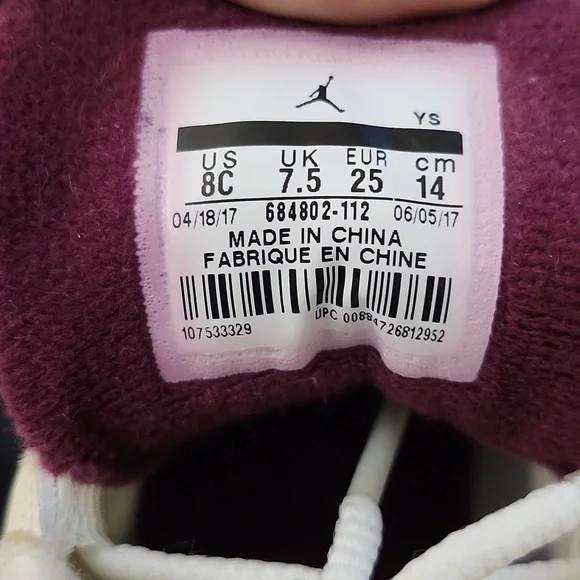 YS
US UK EUR cm
8C 7.5 25 14
04/18/17 684802-112 06/05/17
MADE IN CHINA
FABRIQUE EN CHINE
107533329 UPC 00884726812952